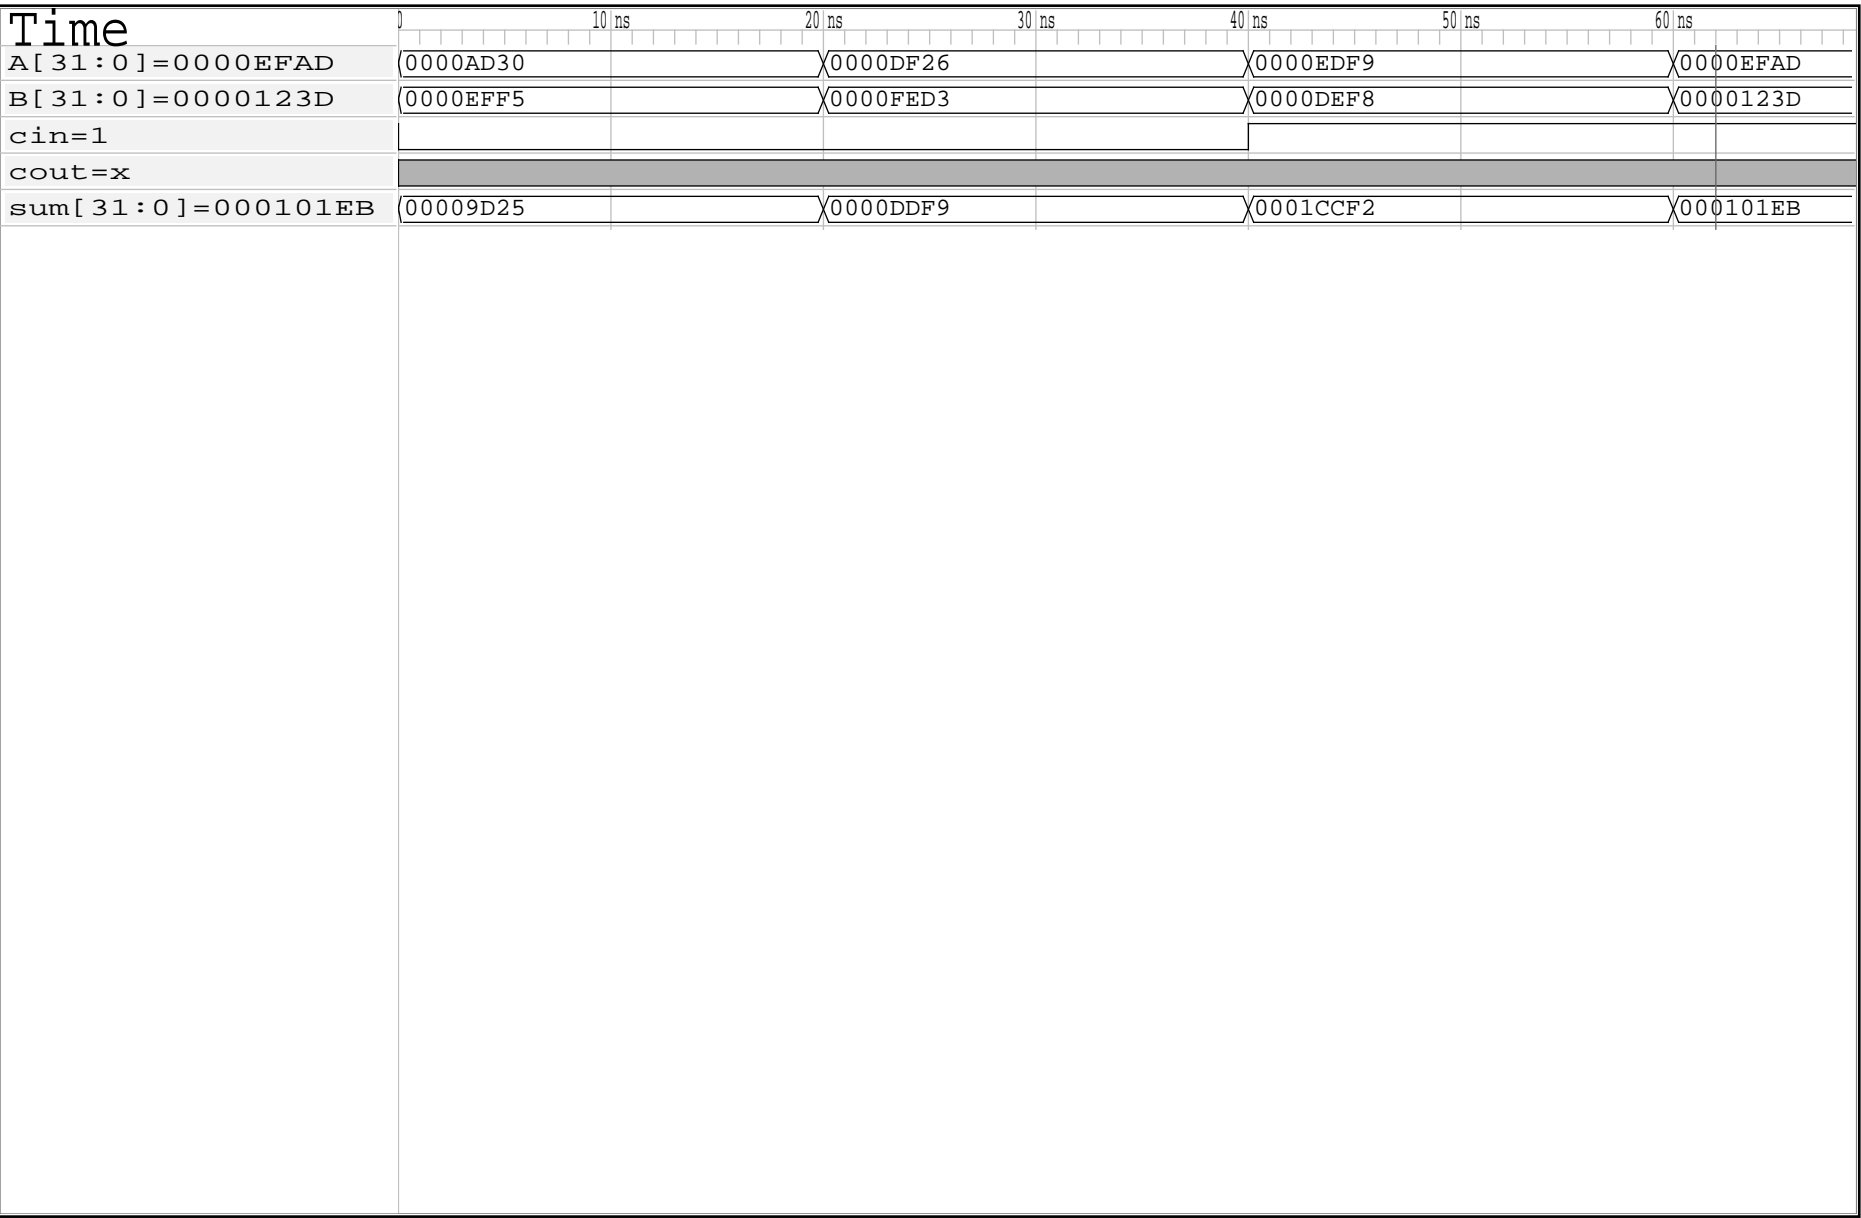 Time
0 10 ns 20 ns 30 ns 40 ns 50 ns 60 ns
A[31:0]=0000EFAD 0000AD30 0000DF26 0000EDF9 0000EFAD
B[31:0]=0000123D 0000EFF5 0000FED3 0000DEF8 0000123D
cin=1
cout=x
sum[31:0]=000101EB 00009D25 0000DDF9 0001CCF2 000101EB